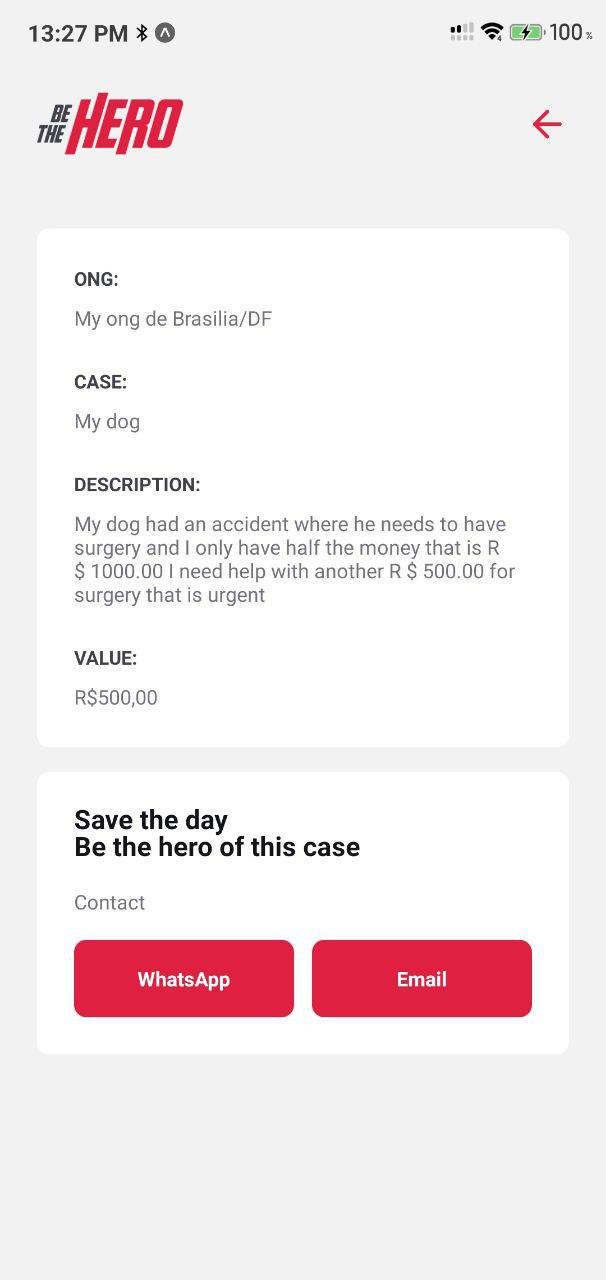 13:27 PM 100 %
BE THE HERO
ONG:
My ong de Brasilia/DF
CASE:
My dog
DESCRIPTION:
My dog had an accident where he needs to have
surgery and I only have half the money that is R
$ 1000.00 I need help with another R $ 500.00 for
surgery that is urgent
VALUE:
R$500,00
Save the day
Be the hero of this case
Contact
WhatsApp Email